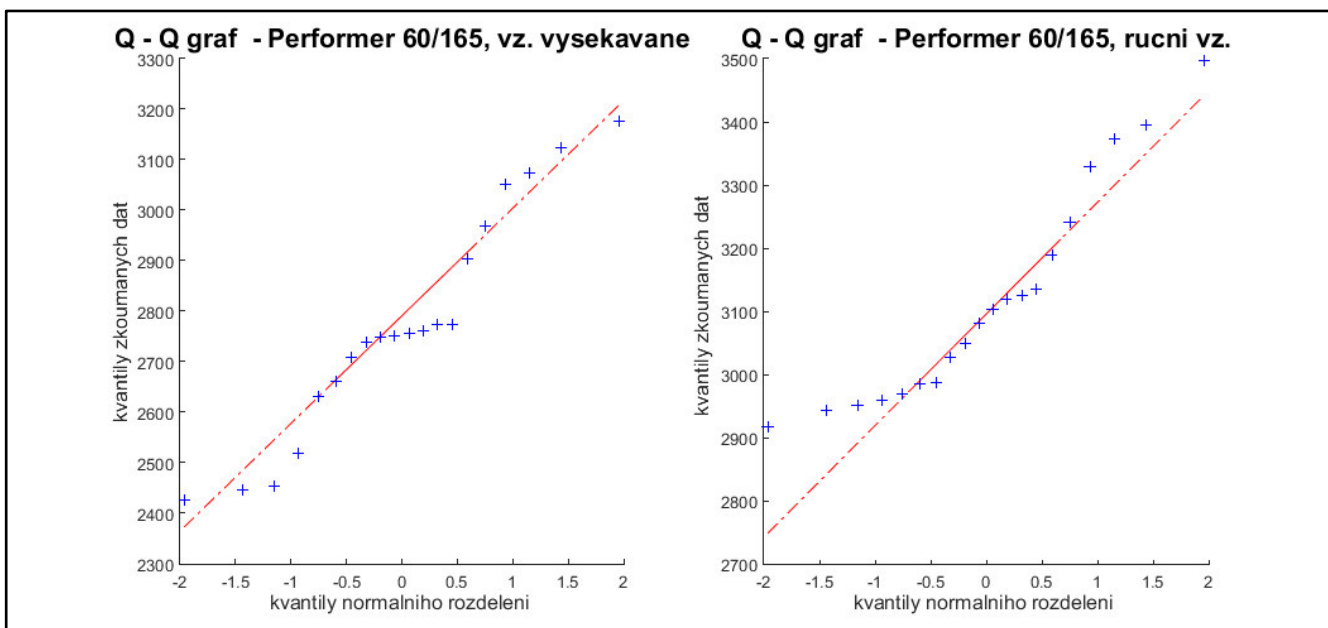 Q - Q graf - Performer 60/165, vz. vysekavane
3300
3200
3100
3000
2900
2800
2700
2600
2500
2400
2300
kvantily zkoumanych dat
-2 -1.5 -1 -0.5 0 0.5 1 1.5 2
kvantily normalniho rozdeleni
Q - Q graf - Performer 60/165, rucni vz.
3500
3400
3300
3200
3100
3000
2900
2800
2700
kvantily zkoumanych dat
-2 -1.5 -1 -0.5 0 0.5 1 1.5 2
kvantily normalniho rozdeleni